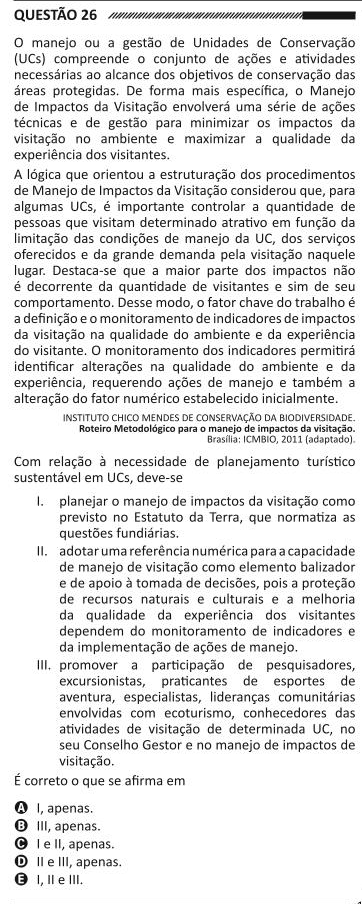 QUESTÃO 26
O manejo ou a gestão de Unidades de Conservação
(UCs) compreende o conjunto de ações e atividades
necessárias ao alcance dos objetivos de conservação das
áreas protegidas. De forma mais específica, o Manejo
de Impactos da Visitação envolverá uma série de ações
técnicas e de gestão para minimizar os impactos da
visitação no ambiente e maximizar a qualidade da
experiência dos visitantes.
A lógica que orientou a estruturação dos procedimentos
de Manejo de Impactos da Visitação considerou que, para
algumas UCs, é importante controlar a quantidade de
pessoas que visitam determinado atrativo em função da
limitação das condições de manejo da UC, dos serviços
oferecidos e da grande demanda pela visitação naquele
lugar. Destaca-se que a maior parte dos impactos não
é decorrente da quantidade de visitantes e sim de seu
comportamento. Desse modo, o fator chave do trabalho é
a definição e o monitoramento de indicadores de impactos
da visitação na qualidade do ambiente e da experiência
do visitante. O monitoramento dos indicadores permitirá
identificar alterações na qualidade do ambiente e da
experiência, requerendo ações de manejo e também a
alteração do fator numérico estabelecido inicialmente.
INSTITUTO CHICO MENDES DE CONSERVAÇÃO DA BIODIVERSIDADE.
Roteiro Metodológico para o manejo de impactos da visitação.
Brasília: ICMBIO, 2011 (adaptado).
Com relação à necessidade de planejamento turístico
sustentável em UCs, deve-se
I. planejar o manejo de impactos da visitação como
previsto no Estatuto da Terra, que normatiza as
questões fundiárias.
II. adotar uma referência numérica para a capacidade
de manejo de visitação como elemento balizador
e de apoio à tomada de decisões, pois a proteção
de recursos naturais e culturais e a melhoria
da qualidade da experiência dos visitantes
dependem do monitoramento de indicadores e
da implementação de ações de manejo.
III. promover a participação de pesquisadores,
excursionistas, praticantes de esportes de
aventura, especialistas, lideranças comunitárias
envolvidas com ecoturismo, conhecedores das
atividades de visitação de determinada UC, no
seu Conselho Gestor e no manejo de impactos de
visitação.
É correto o que se afirma em
A I, apenas.
B III, apenas.
C I e II, apenas.
D II e III, apenas.
E I, II e III.